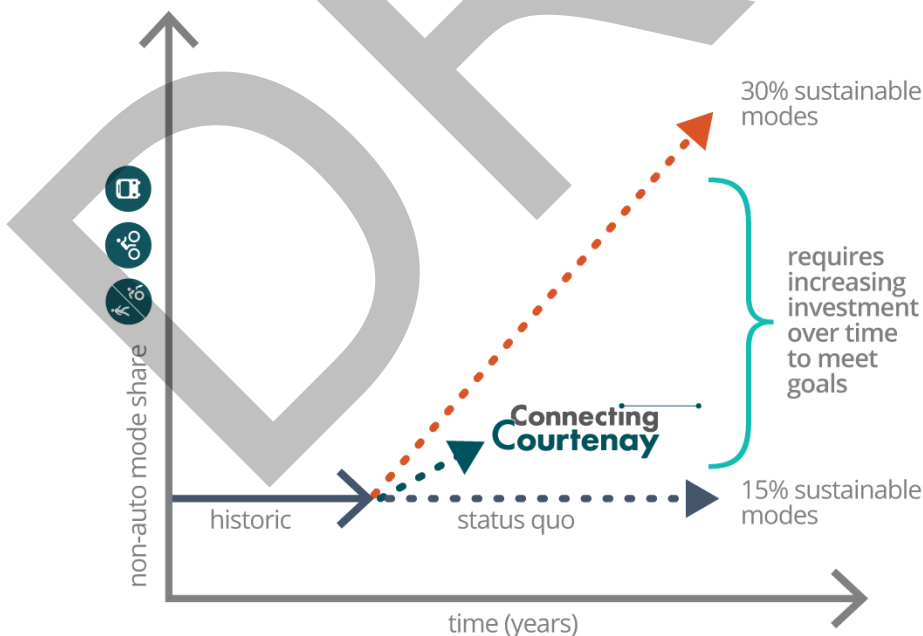 30% sustainable
modes
requires
increasing
investment
over time
to meet
goals
non-auto mode share
Connecting
Courtenay
historic
status quo
15% sustainable
modes
time (years)